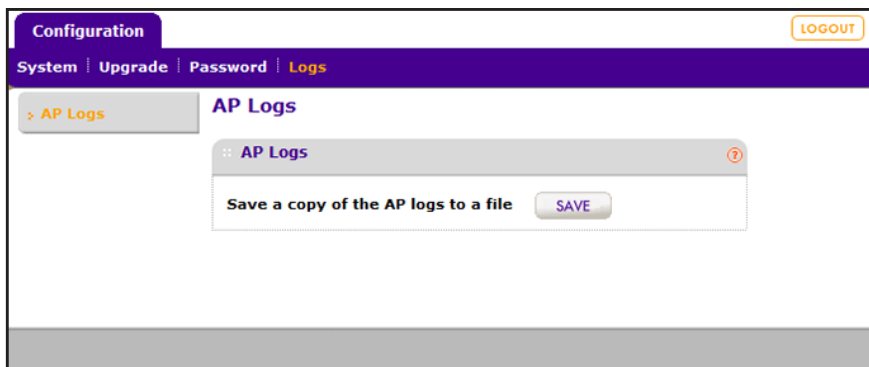 Configuration
LOGOUT
System Upgrade Password Logs
AP Logs
AP Logs
AP Logs
?
Save a copy of the AP logs to a file SAVE